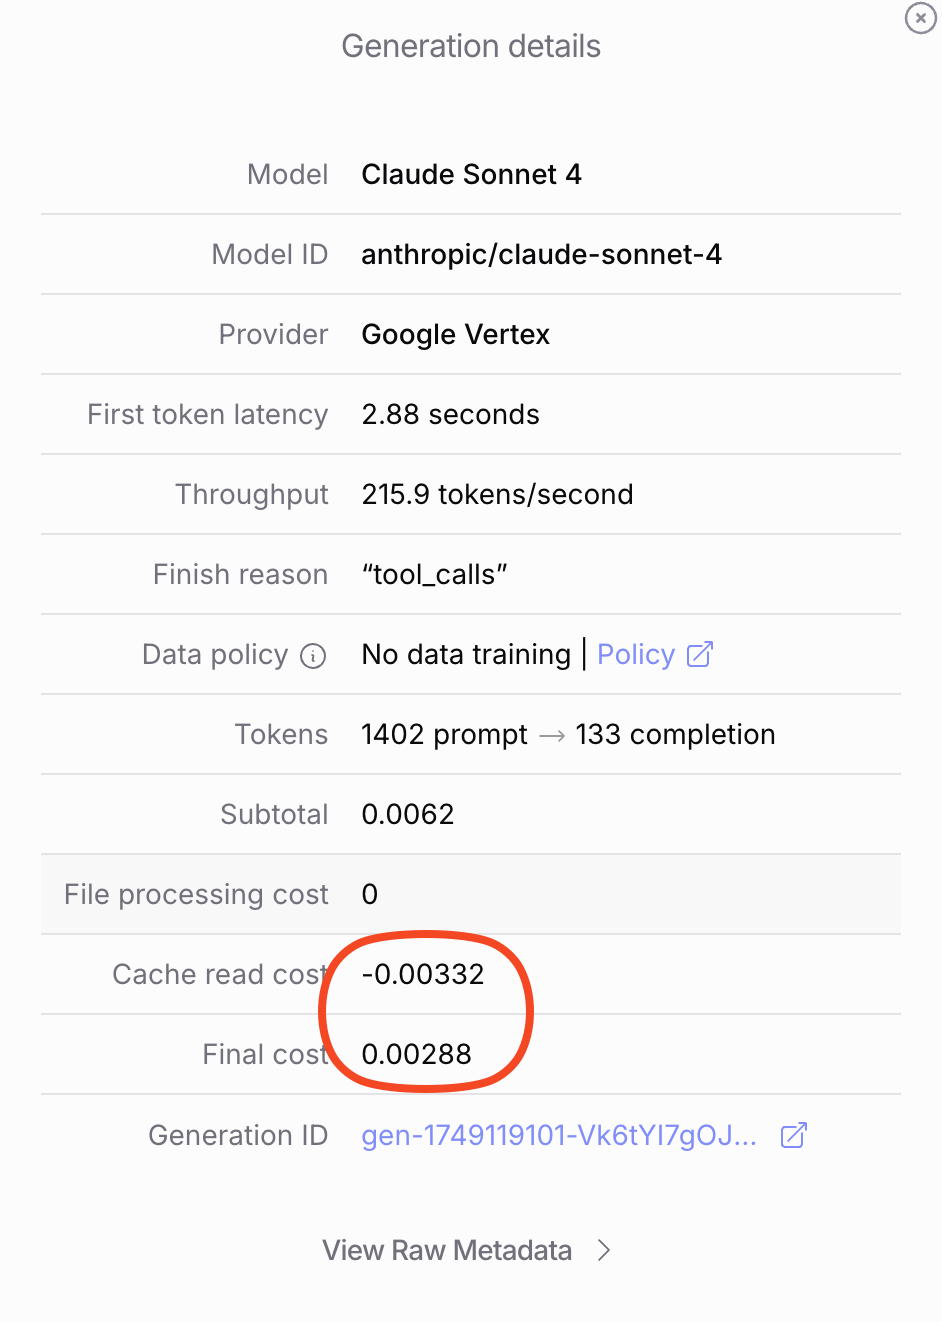 Generation details
Model Claude Sonnet 4
Model ID anthropic/claude-sonnet-4
Provider Google Vertex
First token latency 2.88 seconds
Throughput 215.9 tokens/second
Finish reason “tool_calls”
Data policy No data training | Policy
Tokens 1402 prompt → 133 completion
Subtotal 0.0062
File processing cost 0
Cache read cost -0.00332
Final cost 0.00288
Generation ID gen-1749119101-Vk6tYI7gOJ...
View Raw Metadata